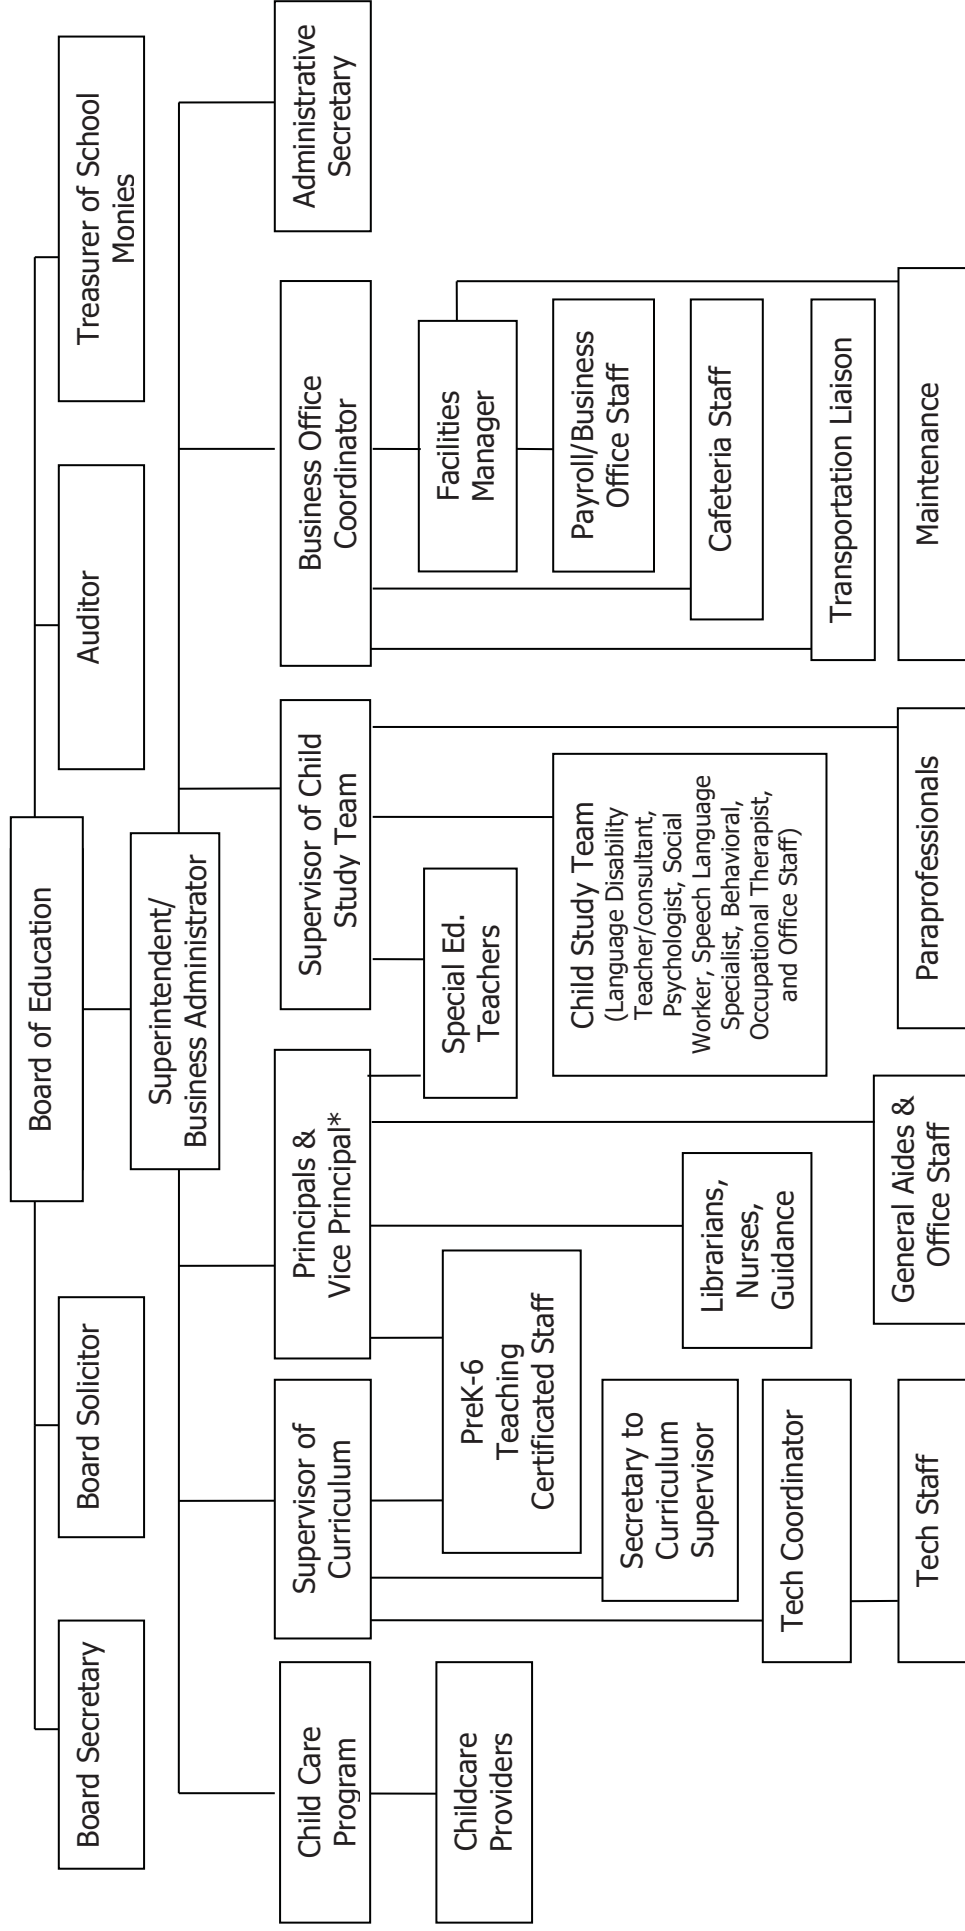 Board of Education
Board Secretary
Board Solicitor
Auditor
Treasurer of School
Monies
Superintendent/
Business Administrator
Child Care
Program
Supervisor of
Curriculum
Principals &
Vice Principal*
Supervisor of Child
Study Team
Business Office
Coordinator
Administrative
Secretary
Childcare
Providers
PreK-6
Teaching
Certificated Staff
Special Ed.
Teachers
Facilities
Manager
Secretary to
Curriculum
Supervisor
Librarians,
Nurses,
Guidance
Child Study Team
(Language Disability
Teacher/consultant,
Psychologist, Social
Worker, Speech Language
Specialist, Behavioral,
Occupational Therapist,
and Office Staff)
Payroll/Business
Office Staff
Cafeteria Staff
Tech Coordinator
Transportation Liaison
Tech Staff
General Aides &
Office Staff
Paraprofessionals
Maintenance